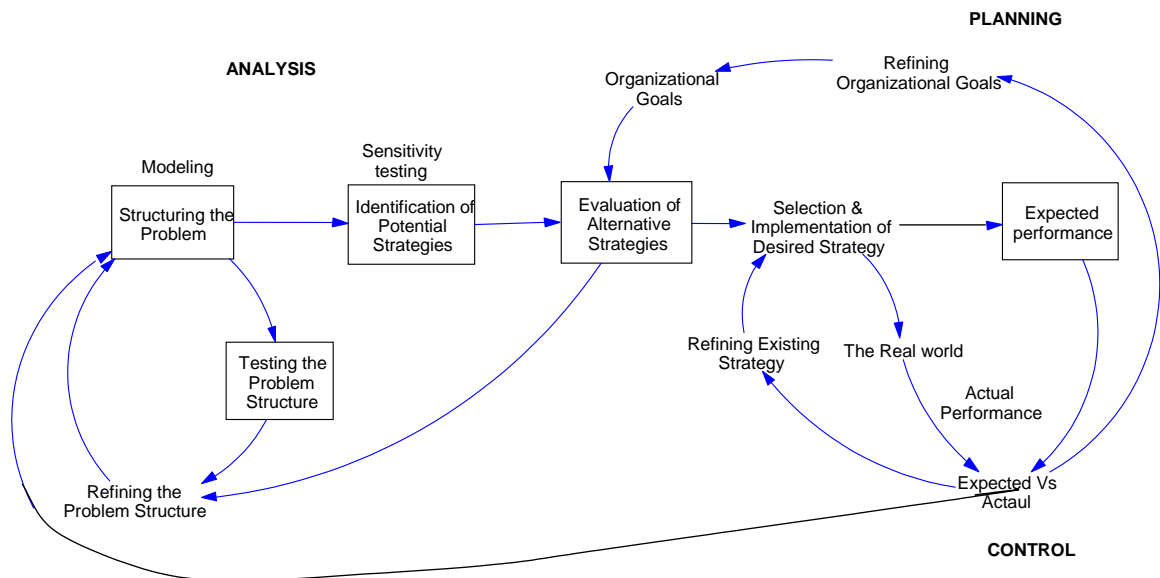 PLANNING
ANALYSIS
Organizational
Goals
Refining
Organizational Goals
Modeling
Sensitivity
testing
Structuring the
Problem
Identification of
Potential
Strategies
Evaluation of
Alternative
Strategies
Selection &
Implementation of
Desired Strategy
Expected
performance
Testing the
Problem
Structure
Refining Existing
Strategy
The Real world
Actual
Performance
Refining the
Problem Structure
Expected Vs
Actaul
CONTROL